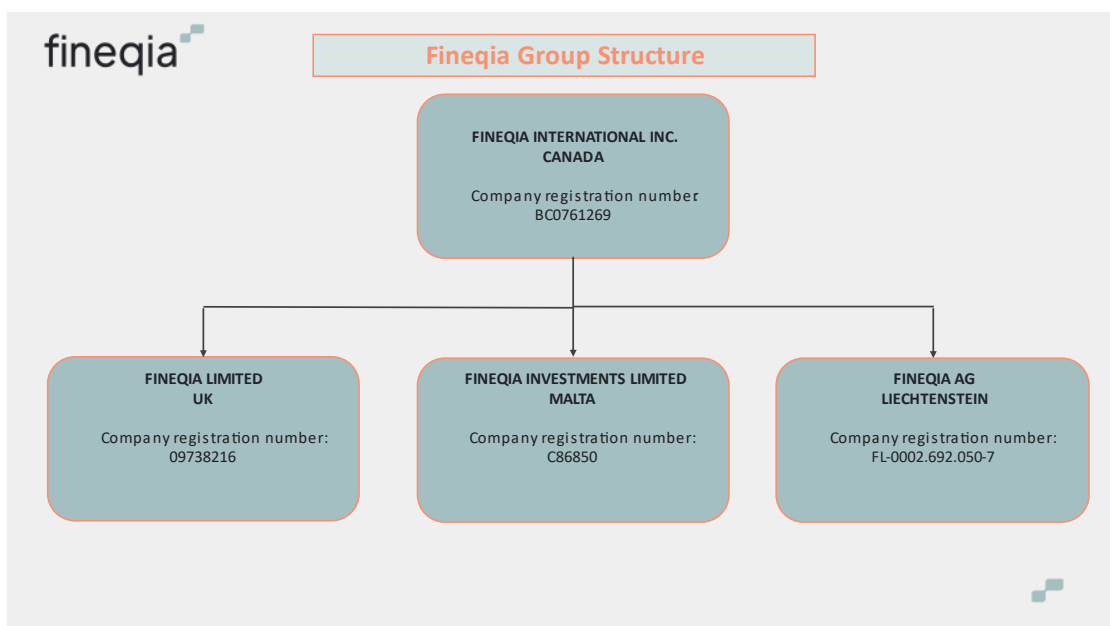 fineqia
Fineqia Group Structure
FINEQIA INTERNATIONAL INC.
CANADA
Company registration number:
BC0761269
FINEQIA LIMITED
UK
Company registration number:
09738216
FINEQIA INVESTMENTS LIMITED
MALTA
Company registration number:
C86850
FINEQIA AG
LIECHTENSTEIN
Company registration number:
FL-0002.692.050-7